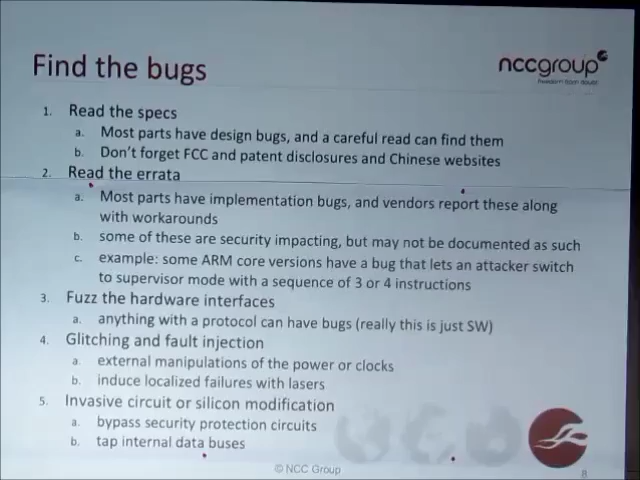 Find the bugs
nccgroup
freedom from doubt
1. Read the specs
a. Most parts have design bugs, and a careful read can find them
b. Don't forget FCC and patent disclosures and Chinese websites
2. Read the errata
a. Most parts have implementation bugs, and vendors report these along
with workarounds
b. some of these are security impacting, but may not be documented as such
c. example: some ARM core versions have a bug that lets an attacker switch
to supervisor mode with a sequence of 3 or 4 instructions
3. Fuzz the hardware interfaces
a. anything with a protocol can have bugs (really this is just SW)
4. Glitching and fault injection
a. external manipulations of the power or clocks
b. induce localized failures with lasers
5. Invasive circuit or silicon modification
a. bypass security protection circuits
b. tap internal data buses
© NCC Group
8